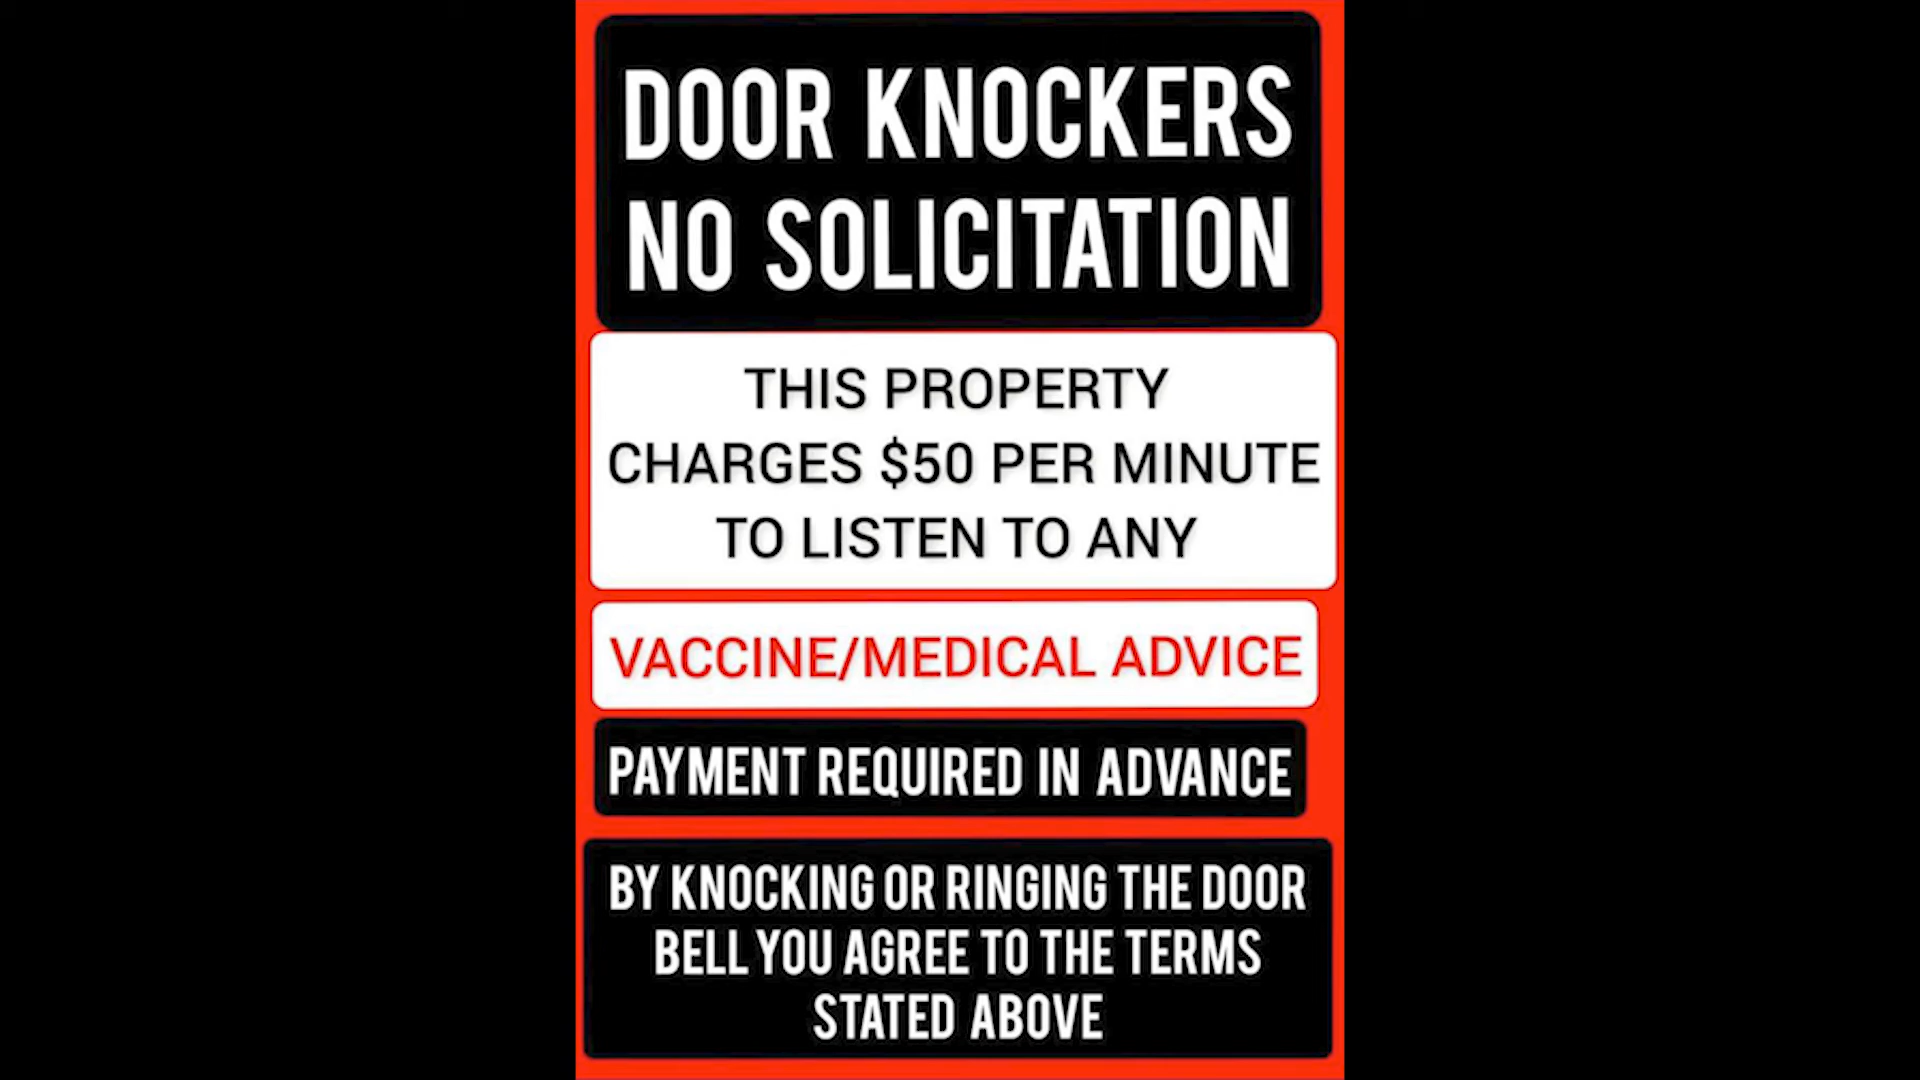 DOOR KNOCKERS
NO SOLICITATION
THIS PROPERTY
CHARGES $50 PER MINUTE
TO LISTEN TO ANY
VACCINE/MEDICAL ADVICE
PAYMENT REQUIRED IN ADVANCE
BY KNOCKING OR RINGING THE DOOR
BELL YOU AGREE TO THE TERMS
STATED ABOVE